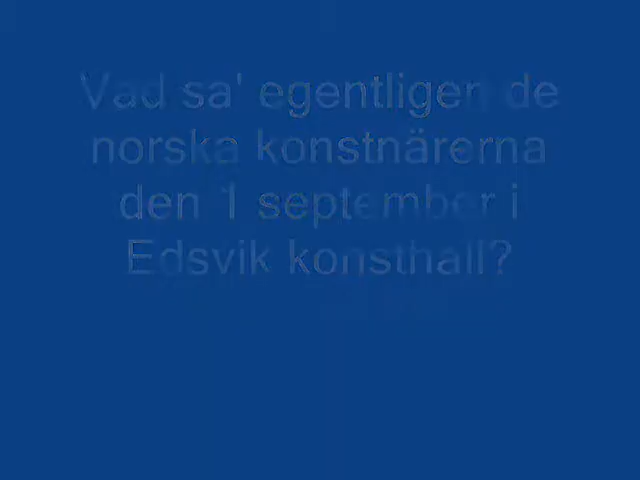 Vad sa' egentligen de
norska konstnärerna
den 1 september i
Edsvik konsthall?